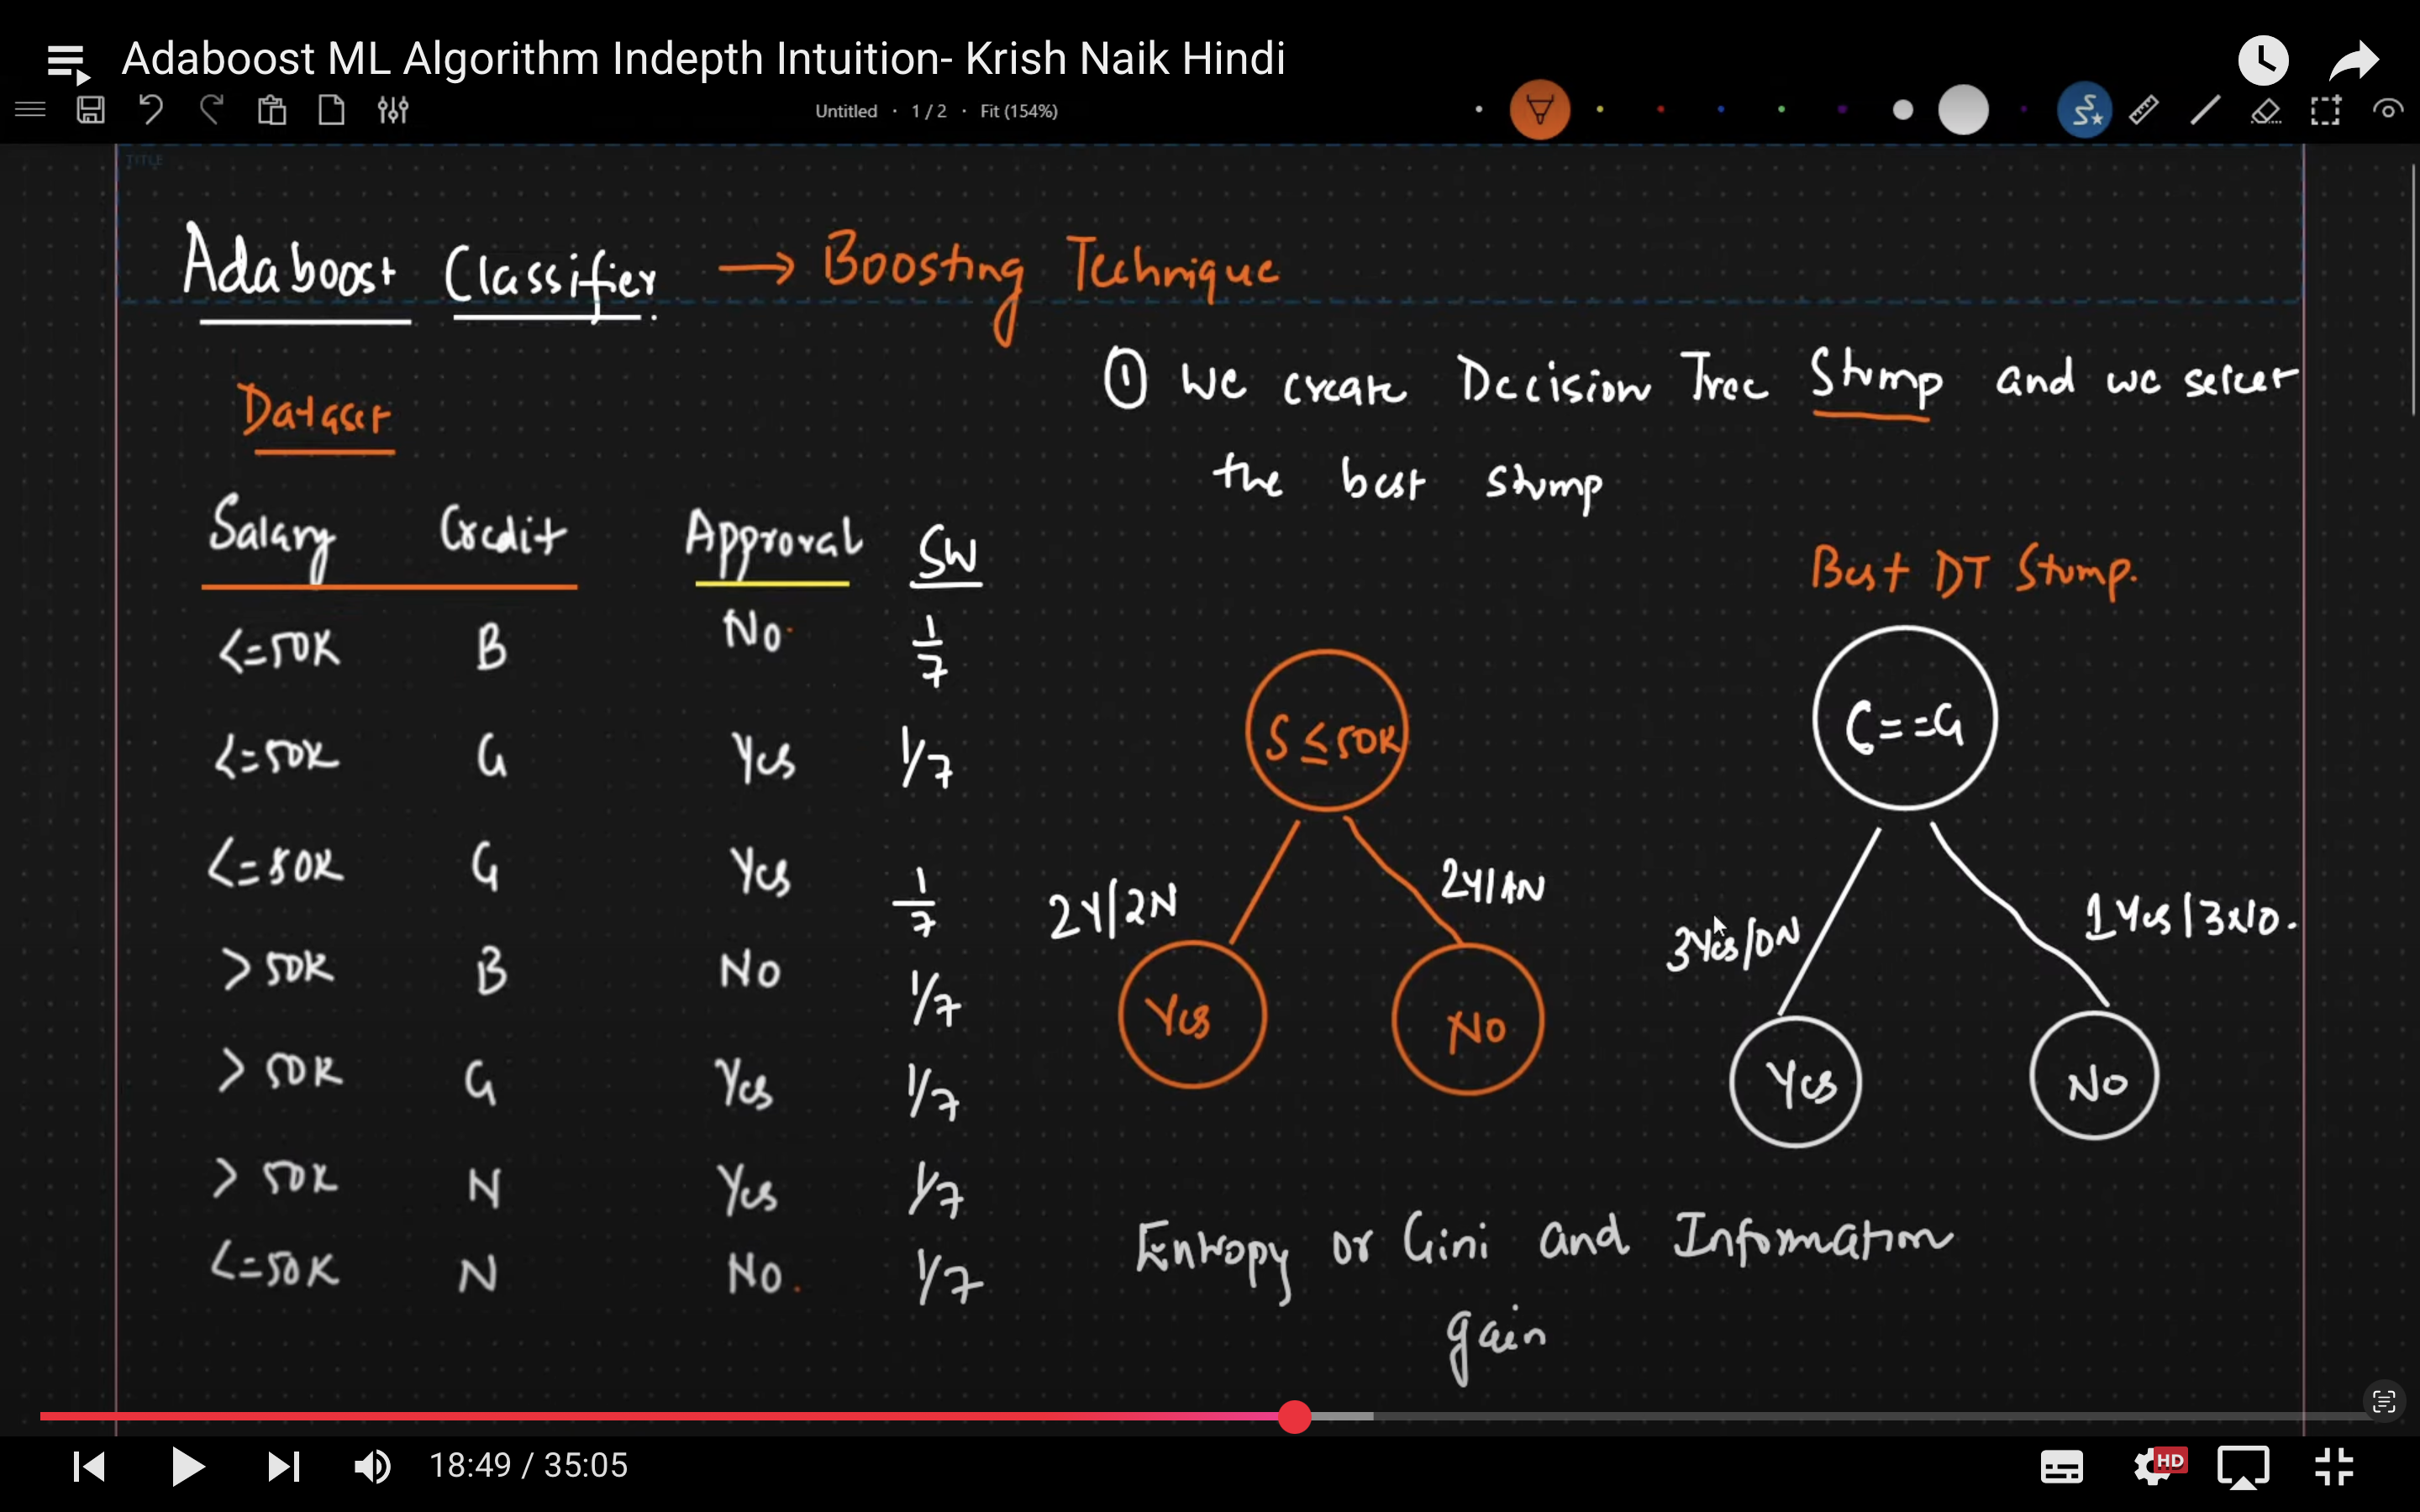 Adaboost ML Algorithm Indepth Intuition- Krish Naik Hindi
Untitled · 1 / 2 · Fit (154%)
TITLE
Adaboost Classifier → Boosting Technique
Dataset
① We create Decision Tree Stump and we select
the best stump
Salary Credit Approval SW
<=50K B No 1/7
<=50K G Yes 1/7
<=50K G Yes 1/7
>50K B No 1/7
>50K G Yes 1/7
>50K N Yes 1/7
<=50K N No 1/7
S ≤ 50K
2Y/2N 2Y/1N
Yes No
Best DT Stump.
C==G
3Yes/0N 1Yes/3No.
Yes No
Entropy or Gini and Information
gain
18:49 / 35:05
HD